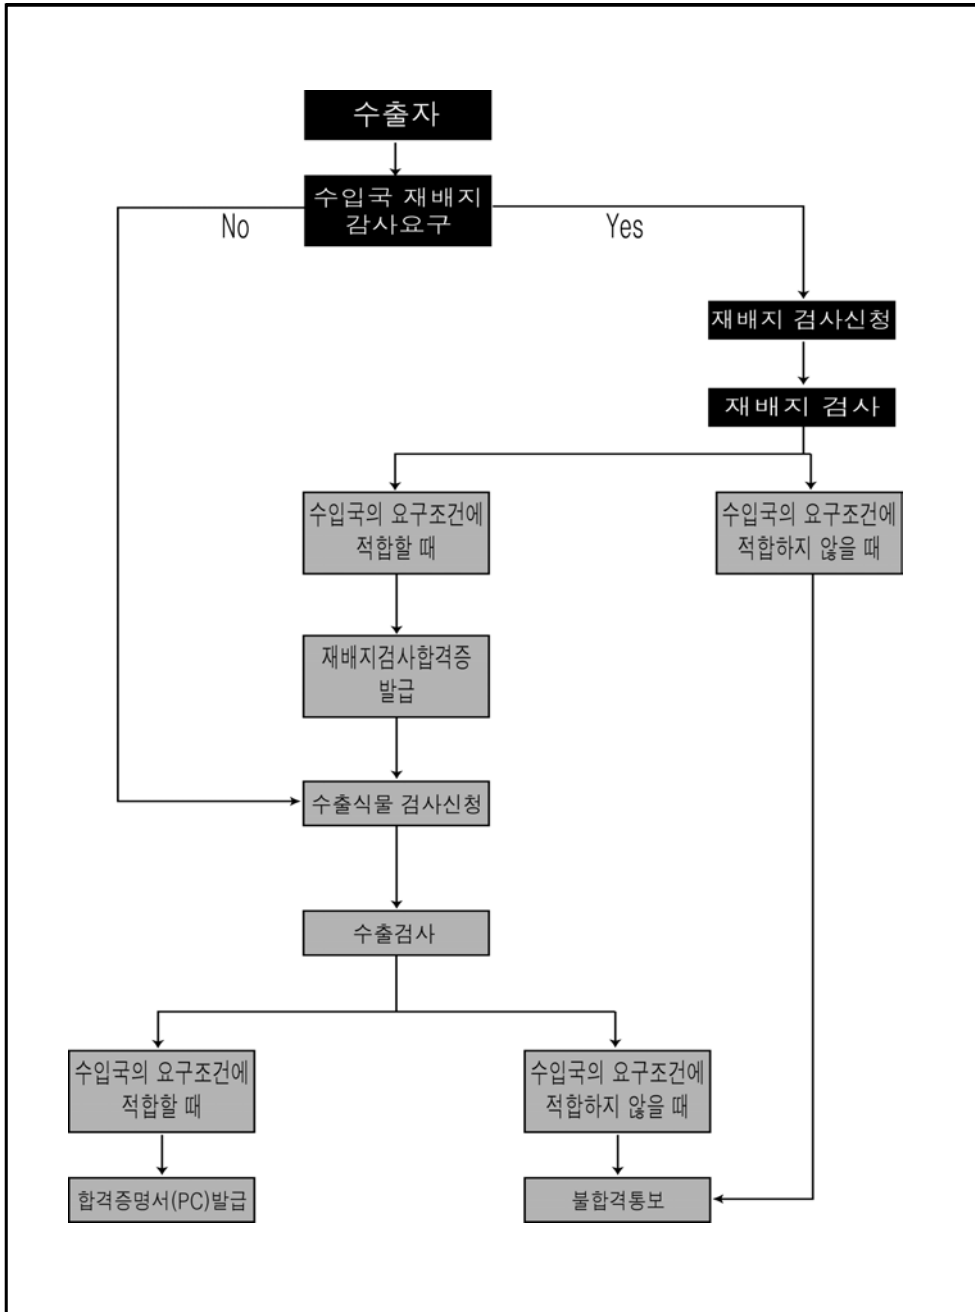 수출자
수입국 재배지
감사요구
No
Yes
재배지 검사신청
재배지 검사
수입국의 요구조건에
적합할 때
수입국의 요구조건에
적합하지 않을 때
재배지검사합격증
발급
수출식물 검사신청
수출검사
수입국의 요구조건에
적합할 때
수입국의 요구조건에
적합하지 않을 때
합격증명서(PC)발급
불합격통보